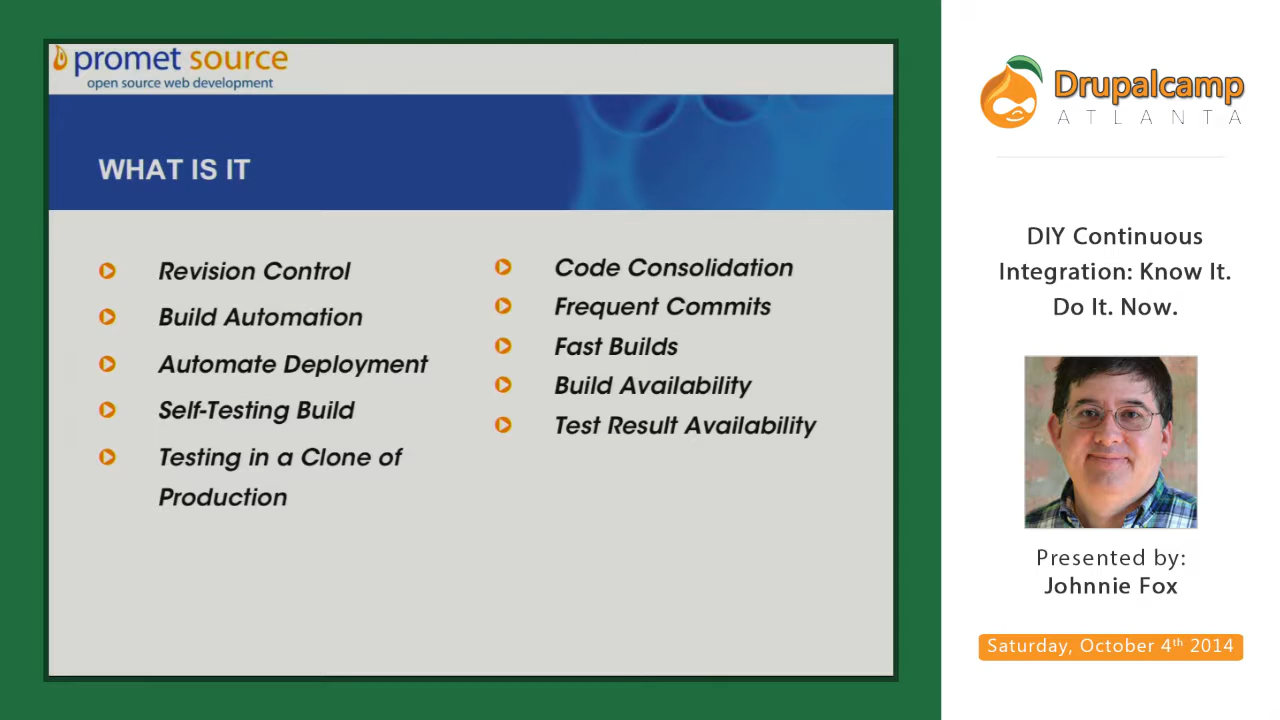 promet source
open source web development
WHAT IS IT
Revision Control
Build Automation
Automate Deployment
Self-Testing Build
Testing in a Clone of
Production
Code Consolidation
Frequent Commits
Fast Builds
Build Availability
Test Result Availability
Drupalcamp
ATLANTA
DIY Continuous
Integration: Know It.
Do It. Now.
Presented by:
Johnnie Fox
Saturday, October 4th 2014